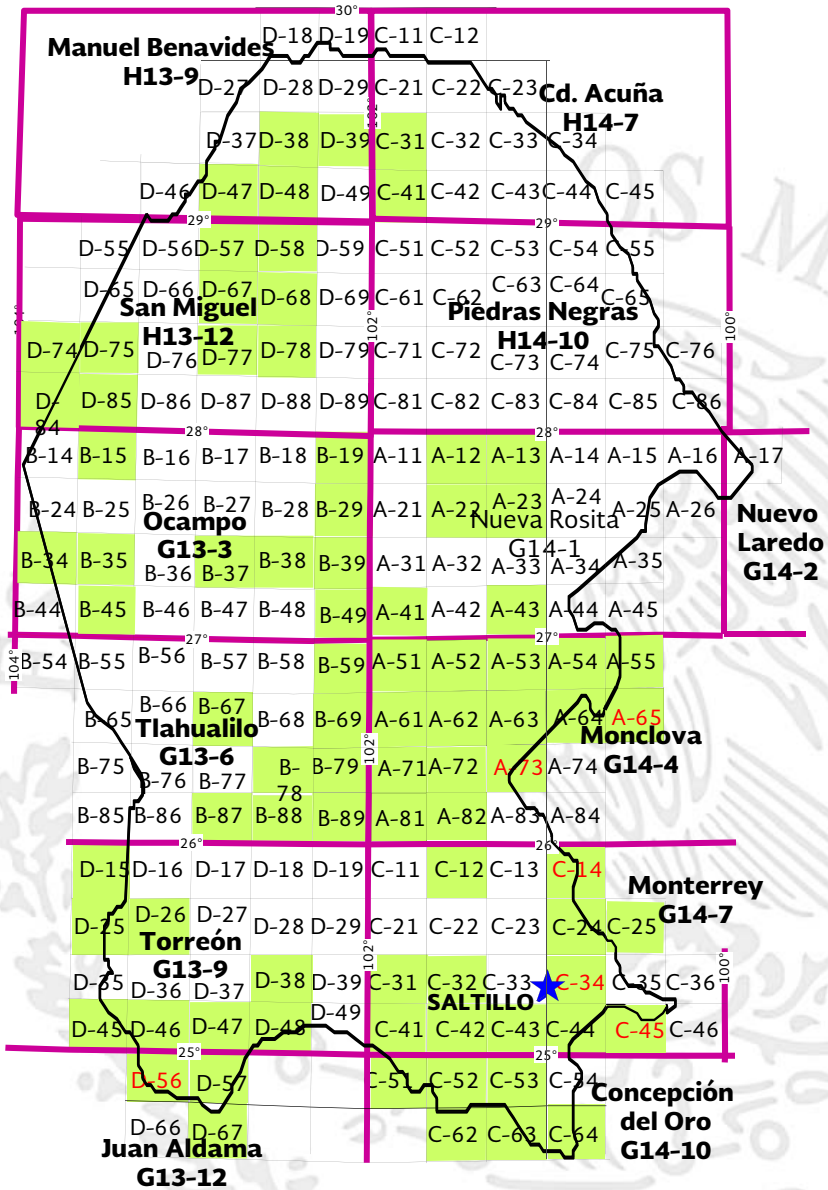 30°
D-18 D-19 C-11 C-12
Manuel Benavides
H13-9
D-27 D-28 D-29 C-21 C-22 C-23
Cd. Acuña
H14-7
102°
D-37 D-38 D-39 C-31 C-32 C-33 C-34
D-46 D-47 D-48 D-49 C-41 C-42 C-43 C-44 C-45
29° 29°
D-55 D-56 D-57 D-58 D-59 C-51 C-52 C-53 C-54 C-55
D-65 D-66 D-67 D-68 D-69 C-61 C-62 C-63 C-64 C-65
San Miguel
H13-12
Piedras Negras
H14-10
104° 102° 100°
D-74 D-75 D-76 D-77 D-78 D-79 C-71 C-72 C-73 C-74 C-75 C-76
D-84 D-85 D-86 D-87 D-88 D-89 C-81 C-82 C-83 C-84 C-85 C-86
28° 28°
B-14 B-15 B-16 B-17 B-18 B-19 A-11 A-12 A-13 A-14 A-15 A-16 A-17
B-24 B-25 B-26 B-27 B-28 B-29 A-21 A-22 A-23 A-24 A-25 A-26
Ocampo
G13-3
Nueva Rosita
G14-1
Nuevo
Laredo
G14-2
B-34 B-35 B-36 B-37 B-38 B-39 A-31 A-32 A-33 A-34 A-35
B-44 B-45 B-46 B-47 B-48 B-49 A-41 A-42 A-43 A-44 A-45
27° 27°
104°
B-54 B-55 B-56 B-57 B-58 B-59 A-51 A-52 A-53 A-54 A-55
B-65 B-66 B-67 B-68 B-69 A-61 A-62 A-63 A-64 A-65
Tlahualilo
G13-6
102°
Monclova
G14-4
B-75 B-76 B-77 B-78 B-79 A-71 A-72 A-73 A-74
B-85 B-86 B-87 B-88 B-89 A-81 A-82 A-83 A-84
26° 26°
D-15 D-16 D-17 D-18 D-19 C-11 C-12 C-13 C-14
Monterrey
G14-7
D-25 D-26 D-27 D-28 D-29 C-21 C-22 C-23 C-24 C-25
Torreón
G13-9
102° 100°
D-35 D-36 D-37 D-38 D-39 C-31 C-32 C-33 C-34 C-35 C-36
SALTILLO
D-45 D-46 D-47 D-48 D-49 C-41 C-42 C-43 C-44 C-45 C-46
25° 25°
D-56 D-57 C-51 C-52 C-53 C-54
Concepción
del Oro
G14-10
D-66 D-67 C-62 C-63 C-64
Juan Aldama
G13-12
OS M